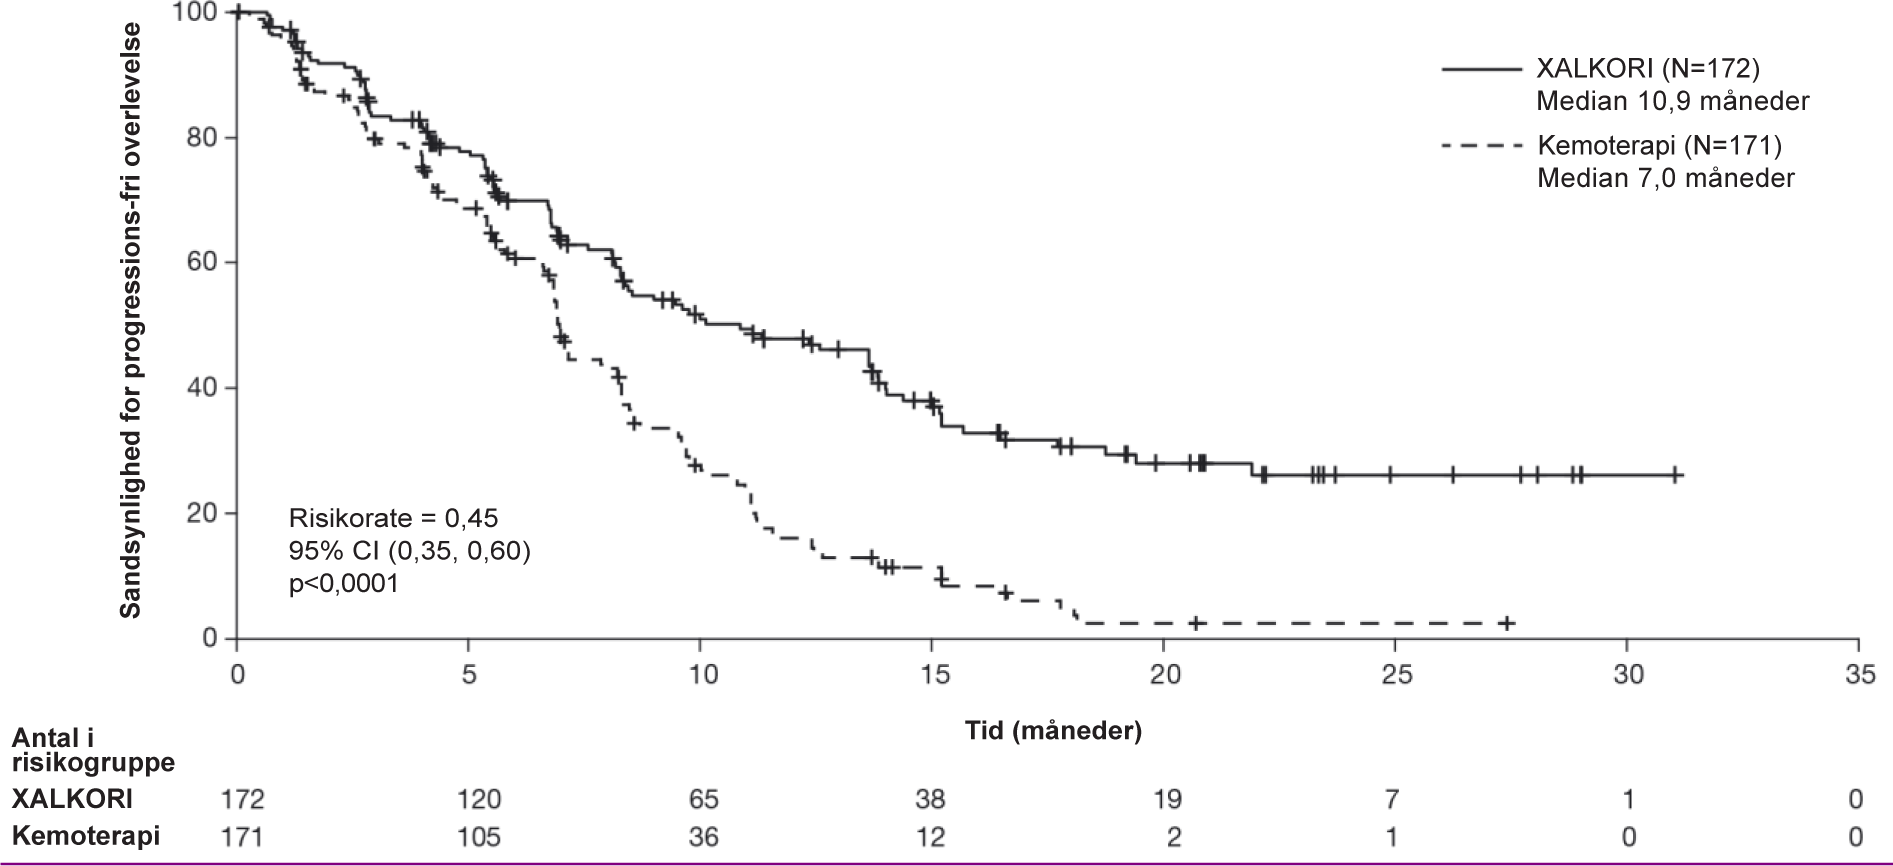 Sandsynlighed for progressions-fri overlevelse
100
80
60
40
20
0
XALKORI (N=172)
Median 10,9 måneder
Kemoterapi (N=171)
Median 7,0 måneder
Risikorate = 0,45
95% CI (0,35, 0,60)
p<0,0001
0 5 10 15 20 25 30 35
Tid (måneder)
Antal i
risikogruppe
XALKORI 172 120 65 38 19 7 1 0
Kemoterapi 171 105 36 12 2 1 0 0